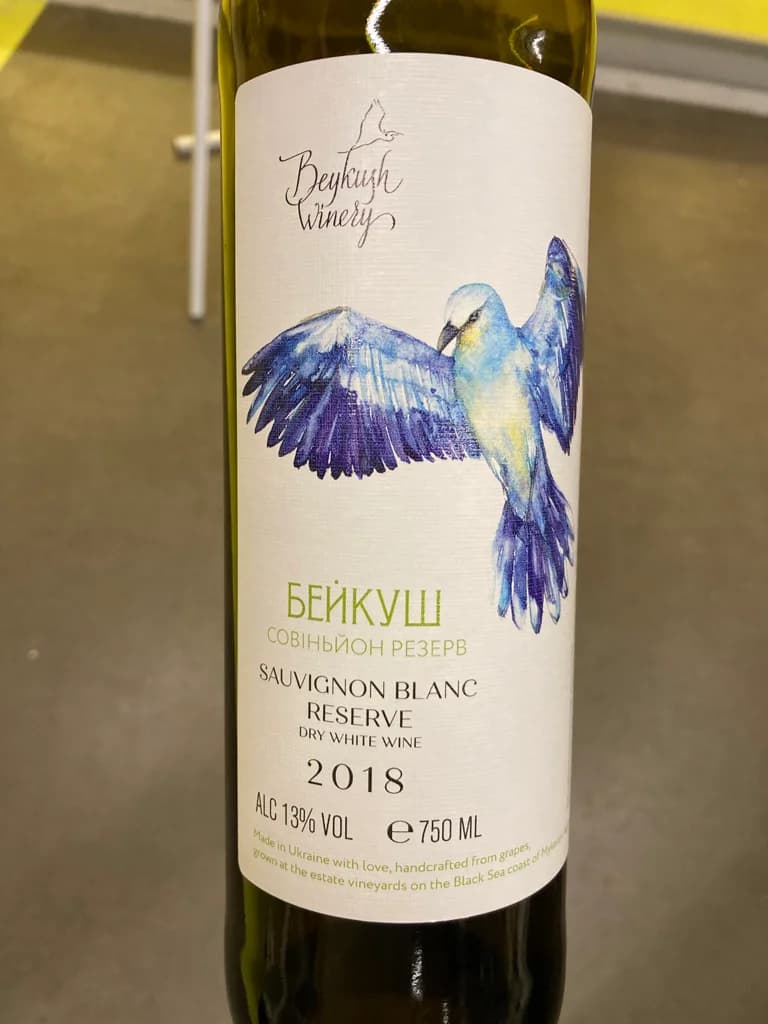 Beykush
Winery
БЕЙКУШ
СОВІНЬЙОН РЕЗЕРВ
SAUVIGNON BLANC
RESERVE
DRY WHITE WINE
2018
ALC 13% VOL ℮ 750 ML
Made in Ukraine with love, handcrafted from grapes,
grown at the estate vineyards on the Black Sea coast of